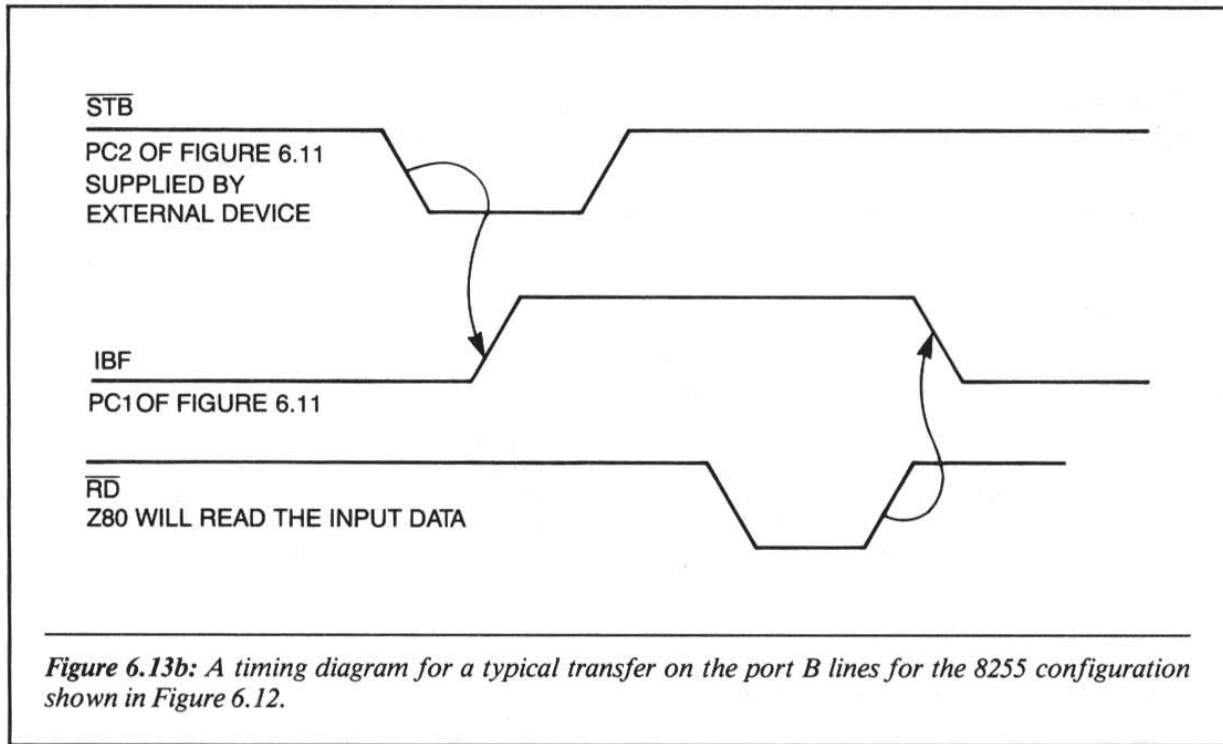 STB
PC2 OF FIGURE 6.11
SUPPLIED BY
EXTERNAL DEVICE
IBF
PC1OF FIGURE 6.11
RD
Z80 WILL READ THE INPUT DATA
Figure 6.13b: A timing diagram for a typical transfer on the port B lines for the 8255 configuration
shown in Figure 6.12.